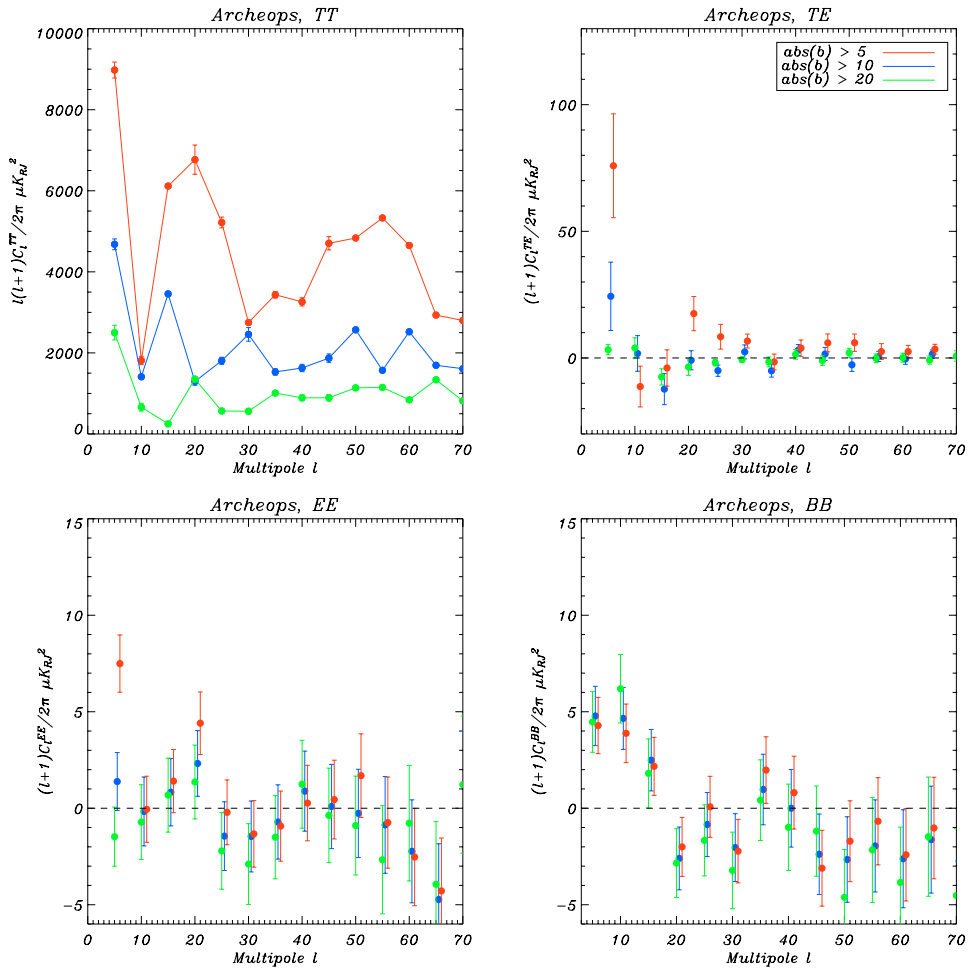 Archeops, TT
10000
8000
6000
4000
2000
0
l(l+1)C_l^TT/2π μK_RJ^2
0 10 20 30 40 50 60 70
Multipole l
Archeops, TE
abs(b) > 5
abs(b) > 10
abs(b) > 20
100
50
0
(l+1)C_l^TE/2π μK_RJ^2
10 20 30 40 50 60 70
Multipole l
Archeops, EE
15
10
5
0
−5
(l+1)C_l^EE/2π μK_RJ^2
0 10 20 30 40 50 60 70
Multipole l
Archeops, BB
15
10
5
0
−5
(l+1)C_l^BB/2π μK_RJ^2
10 20 30 40 50 60 70
Multipole l